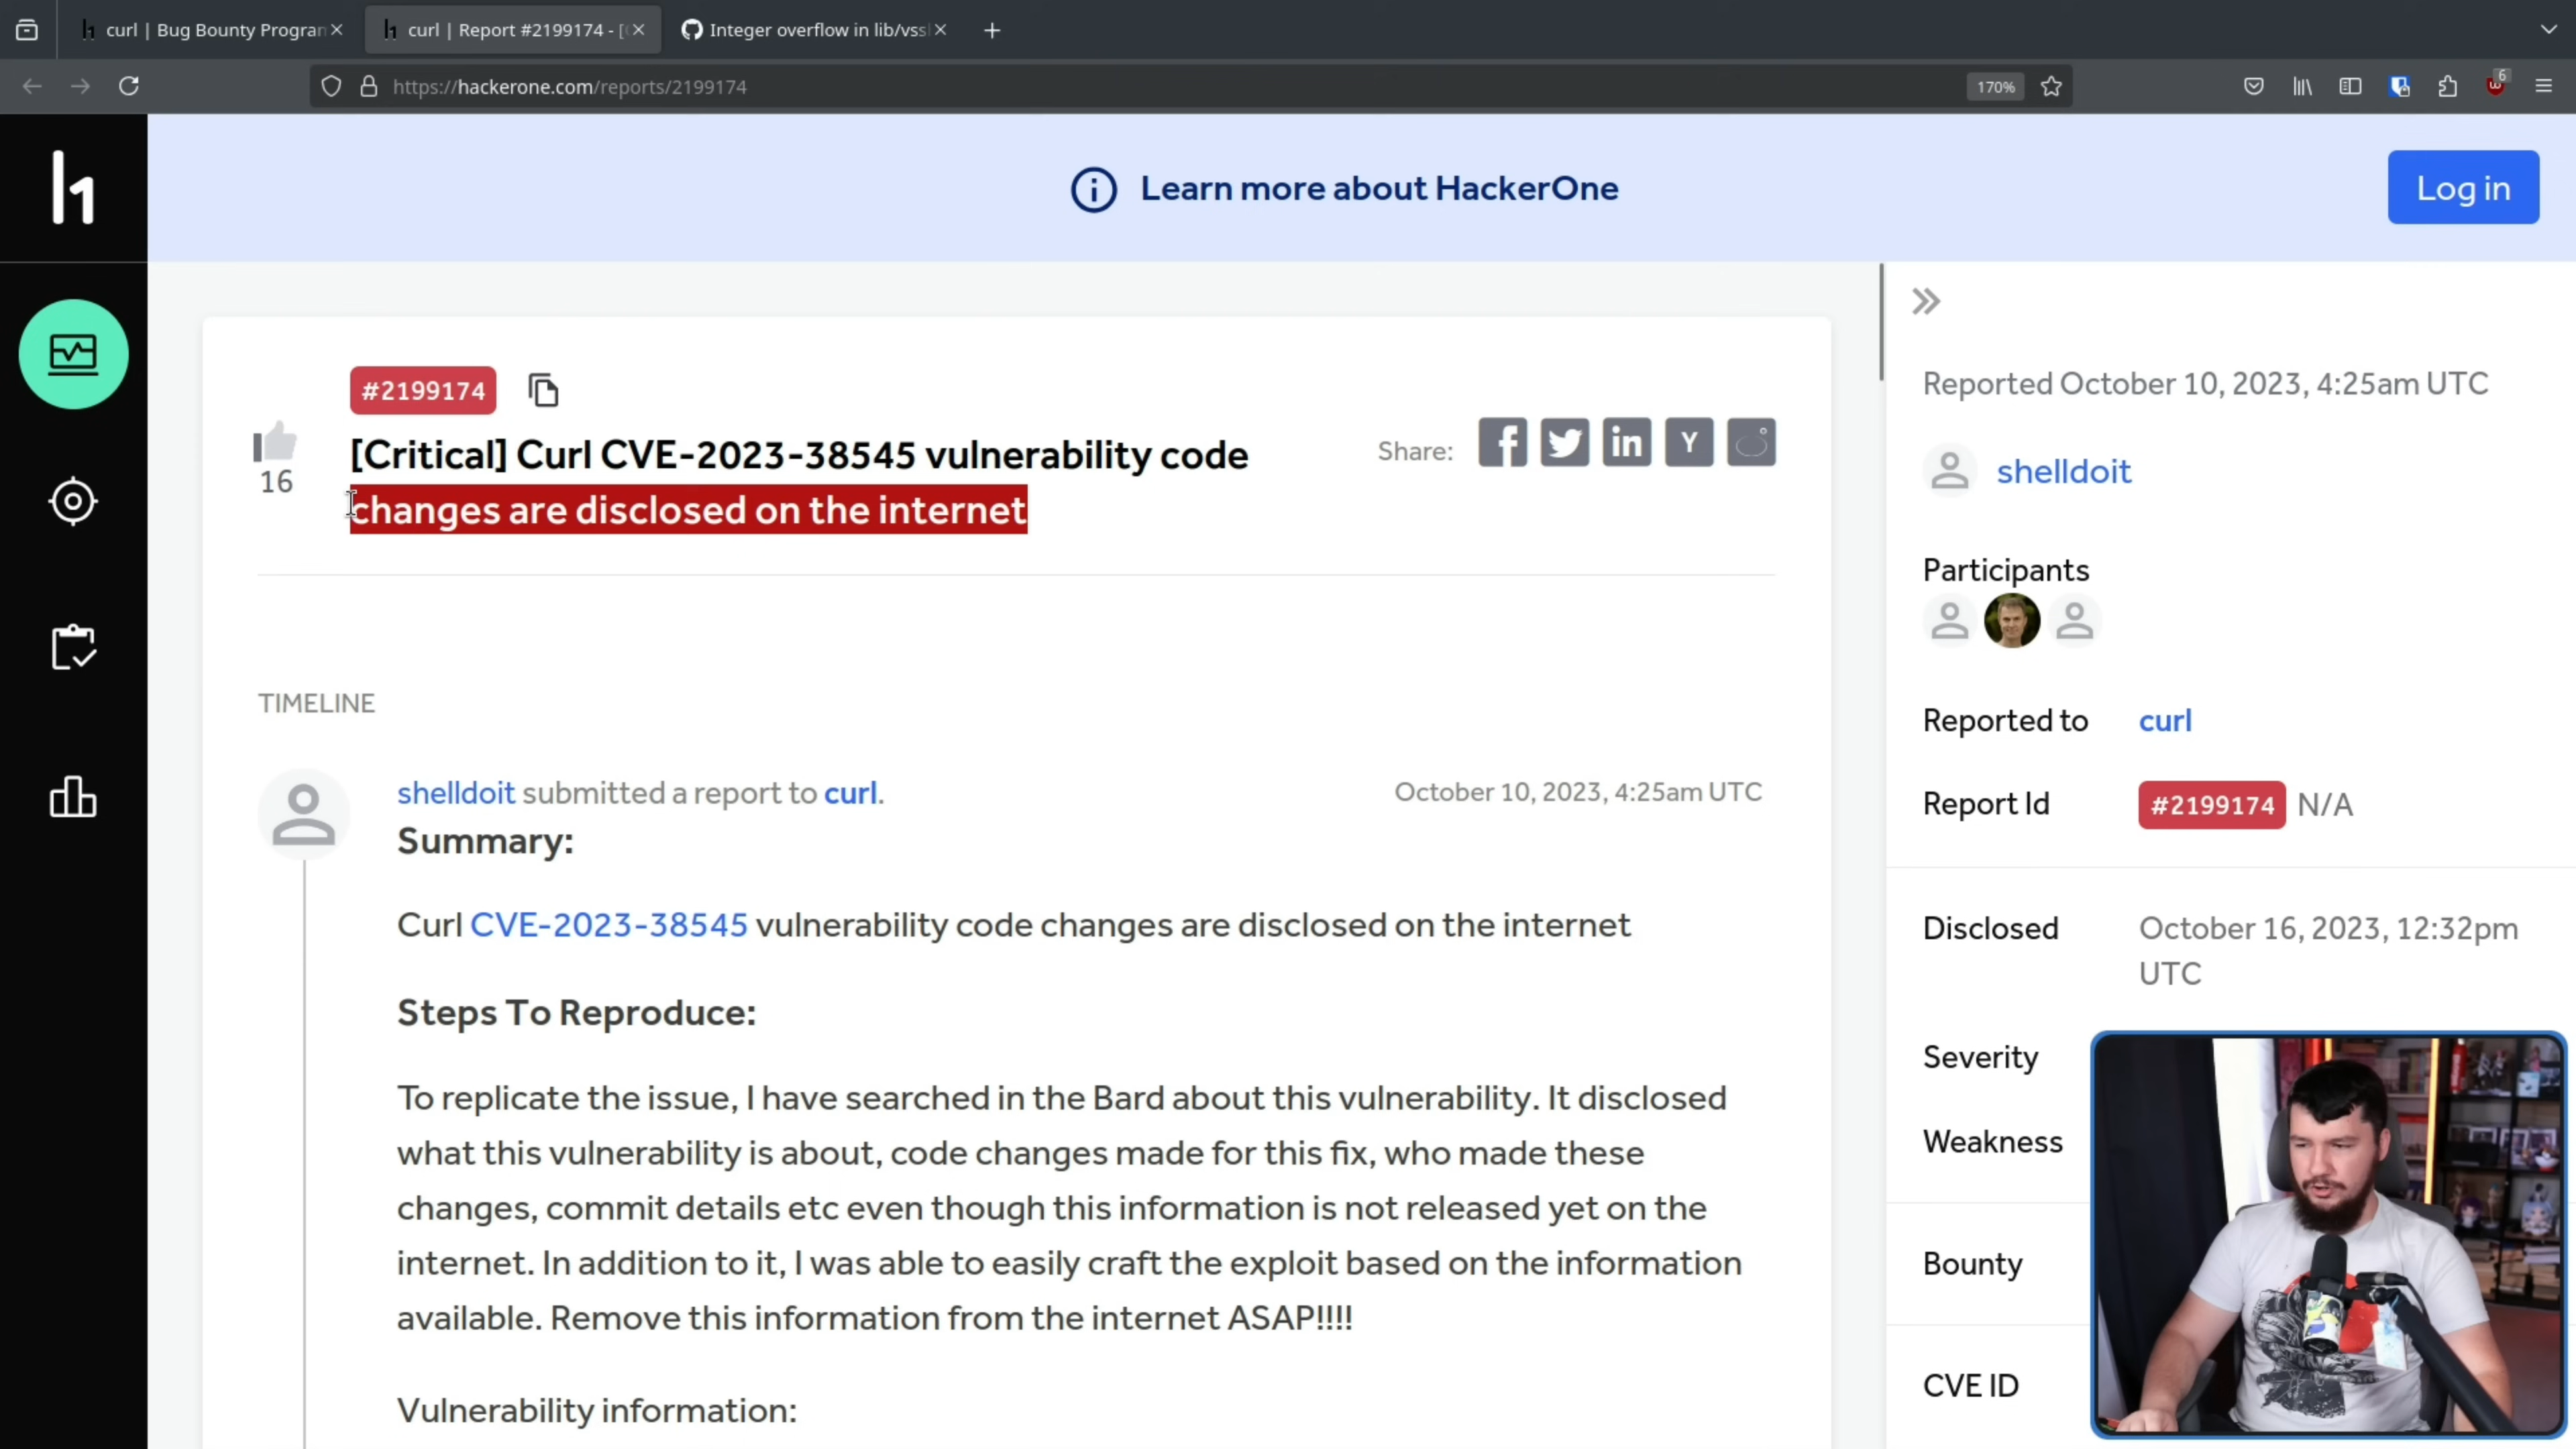 curl | Bug Bounty Progran
curl | Report #2199174 - [
Integer overflow in lib/vss
https://hackerone.com/reports/2199174
170%
6
Learn more about HackerOne
Log in
#2199174
[Critical] Curl CVE-2023-38545 vulnerability code
changes are disclosed on the internet
16
Share:
TIMELINE
shelldoit submitted a report to curl.
October 10, 2023, 4:25am UTC
Summary:
Curl CVE-2023-38545 vulnerability code changes are disclosed on the internet
Steps To Reproduce:
To replicate the issue, I have searched in the Bard about this vulnerability. It disclosed
what this vulnerability is about, code changes made for this fix, who made these
changes, commit details etc even though this information is not released yet on the
internet. In addition to it, I was able to easily craft the exploit based on the information
available. Remove this information from the internet ASAP!!!!
Vulnerability information:
Reported October 10, 2023, 4:25am UTC
shelldoit
Participants
Reported to curl
Report Id #2199174 N/A
Disclosed October 16, 2023, 12:32pm
UTC
Severity
Weakness
Bounty
CVE ID